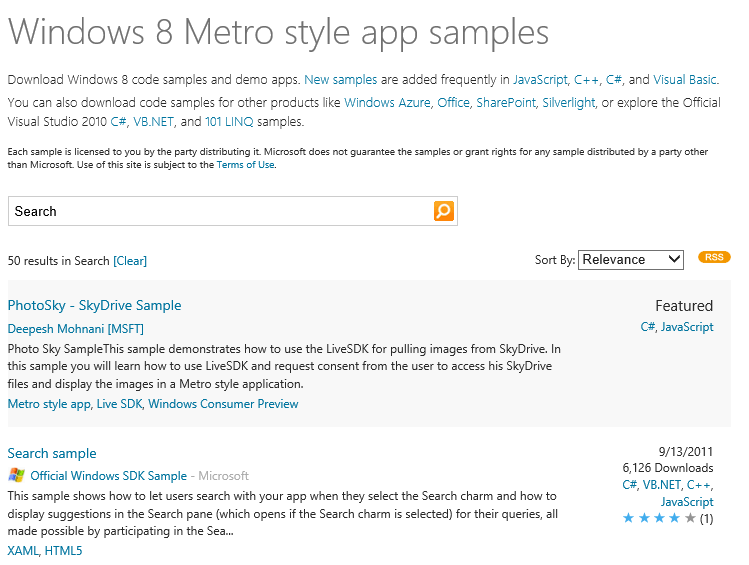 Windows 8 Metro style app samples
Download Windows 8 code samples and demo apps. New samples are added frequently in JavaScript, C++, C#, and Visual Basic.
You can also download code samples for other products like Windows Azure, Office, SharePoint, Silverlight, or explore the Official
Visual Studio 2010 C#, VB.NET, and 101 LINQ samples.
Each sample is licensed to you by the party distributing it. Microsoft does not guarantee the samples or grant rights for any sample distributed by a party other
than Microsoft. Use of this site is subject to the Terms of Use.
Search
50 results in Search [Clear]
Sort By: Relevance
RSS
PhotoSky - SkyDrive Sample
Featured
Deepesh Mohnani [MSFT]
C#, JavaScript
Photo Sky SampleThis sample demonstrates how to use the LiveSDK for pulling images from SkyDrive. In
this sample you will learn how to use LiveSDK and request consent from the user to access his SkyDrive
files and display the images in a Metro style application.
Metro style app, Live SDK, Windows Consumer Preview
Search sample
9/13/2011
Official Windows SDK Sample - Microsoft
6,126 Downloads
C#, VB.NET, C++,
JavaScript
(1)
This sample shows how to let users search with your app when they select the Search charm and how to
display suggestions in the Search pane (which opens if the Search charm is selected) for their queries, all
made possible by participating in the Sea...
XAML, HTML5